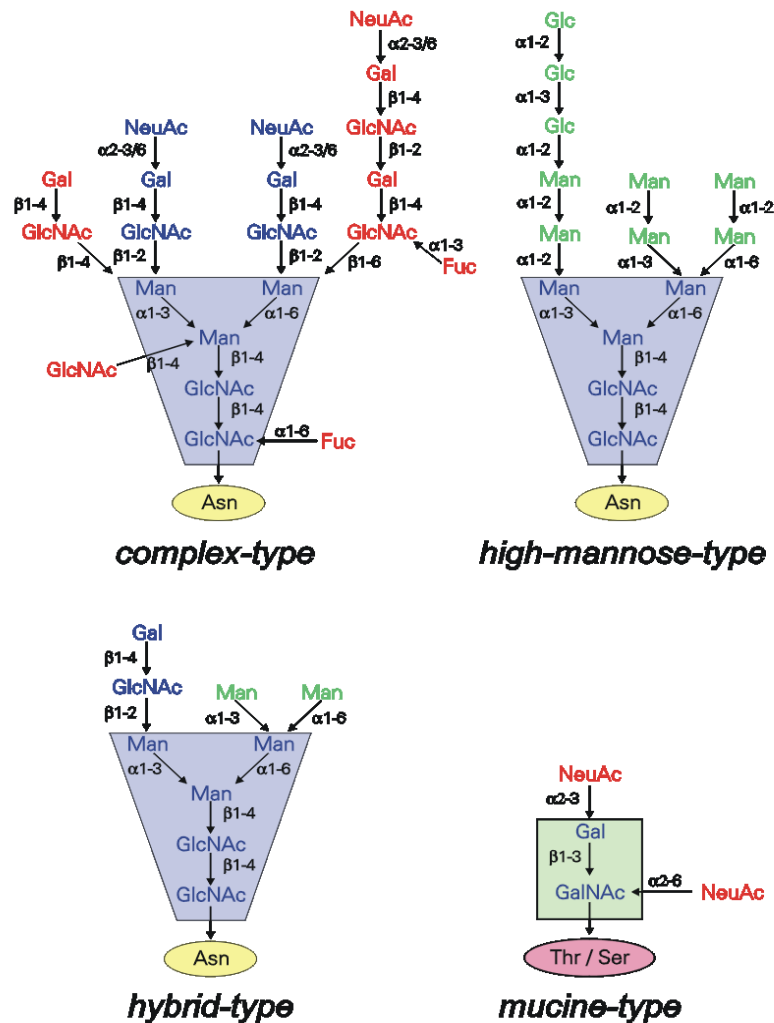 NeuAc
α2-3/6
Gal
β1-4
NeuAc NeuAc GlcNAc
α2-3/6 α2-3/6 β1-2
Gal Gal Gal Gal
β1-4 β1-4 β1-4 β1-4
GlcNAc GlcNAc GlcNAc GlcNAc
β1-4 β1-2 β1-2 β1-6 α1-3
Fuc
Man Man
α1-3 α1-6
Man
GlcNAc β1-4 β1-4
GlcNAc
β1-4
GlcNAc α1-6 Fuc
Asn
complex-type
Glc
α1-2
Glc
α1-3
Glc
α1-2
Man Man Man
α1-2 α1-2 α1-2
Man Man Man
α1-2 α1-3 α1-6
Man Man
α1-3 α1-6
Man
β1-4
GlcNAc
β1-4
GlcNAc
Asn
high-mannose-type
Gal
β1-4
GlcNAc Man Man
β1-2 α1-3 α1-6
Man Man
α1-3 α1-6
Man
β1-4
GlcNAc
β1-4
GlcNAc
Asn
hybrid-type
NeuAc
α2-3
Gal
β1-3
GalNAc α2-6 NeuAc
Thr / Ser
mucine-type